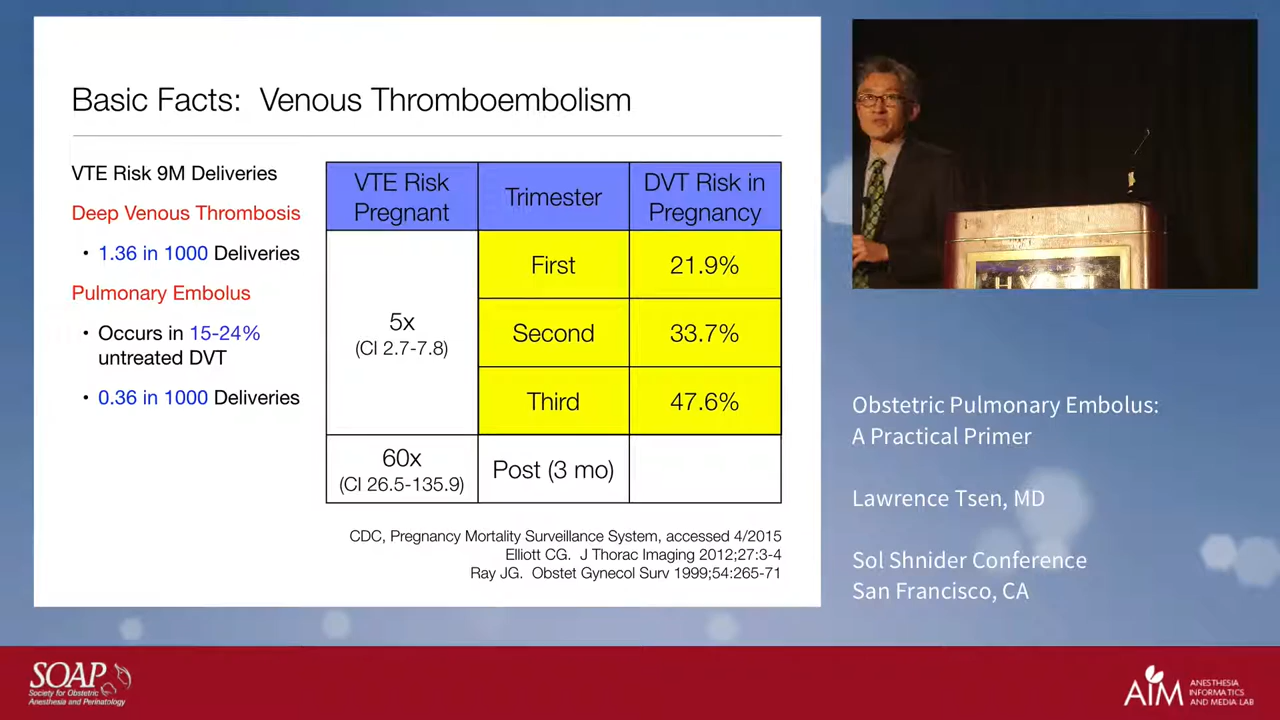 Basic Facts: Venous Thromboembolism
VTE Risk 9M Deliveries
Deep Venous Thrombosis
• 1.36 in 1000 Deliveries
Pulmonary Embolus
• Occurs in 15-24%
untreated DVT
• 0.36 in 1000 Deliveries
VTE Risk
Pregnant
Trimester
DVT Risk in
Pregnancy
5x
(CI 2.7-7.8)
First
21.9%
Second
33.7%
Third
47.6%
60x
(CI 26.5-135.9)
Post (3 mo)
CDC, Pregnancy Mortality Surveillance System, accessed 4/2015
Elliott CG. J Thorac Imaging 2012;27:3-4
Ray JG. Obstet Gynecol Surv 1999;54:265-71
Obstetric Pulmonary Embolus:
A Practical Primer
Lawrence Tsen, MD
Sol Shnider Conference
San Francisco, CA
SOAP
Society for Obstetric
Anesthesia and Perinatology
AIM
ANESTHESIA
INFORMATICS
AND MEDIA LAB